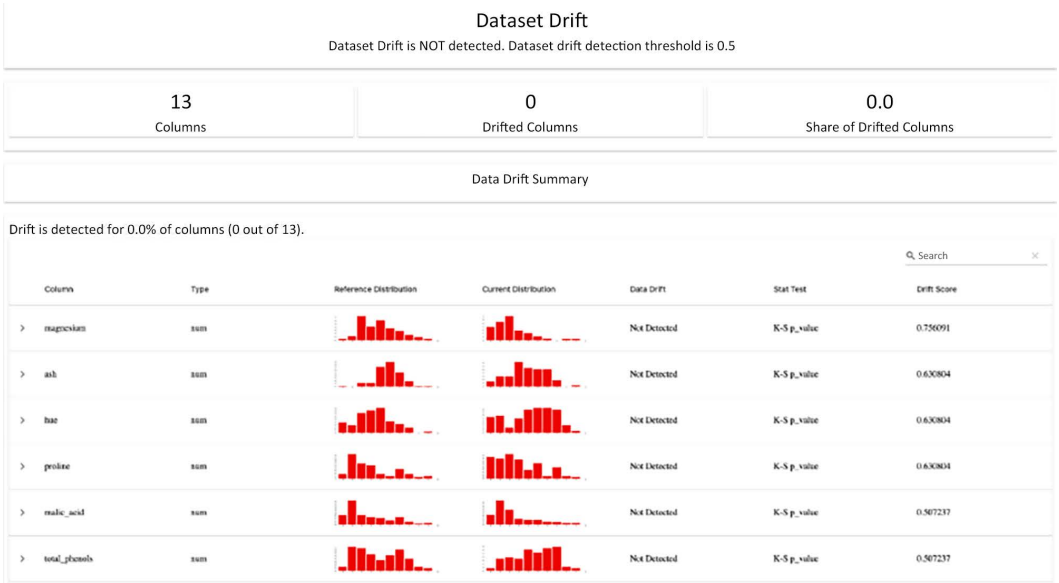 Dataset Drift
Dataset Drift is NOT detected. Dataset drift detection threshold is 0.5
13
Columns
0
Drifted Columns
0.0
Share of Drifted Columns
Data Drift Summary
Drift is detected for 0.0% of columns (0 out of 13).
Search
Column Type Reference Distribution Current Distribution Data Drift Stat Test Drift Score
magnesium num Not Detected K-S p_value 0.756091
ash num Not Detected K-S p_value 0.630804
hue num Not Detected K-S p_value 0.630804
proline num Not Detected K-S p_value 0.630804
malic_acid num Not Detected K-S p_value 0.507237
total_phenols num Not Detected K-S p_value 0.507237